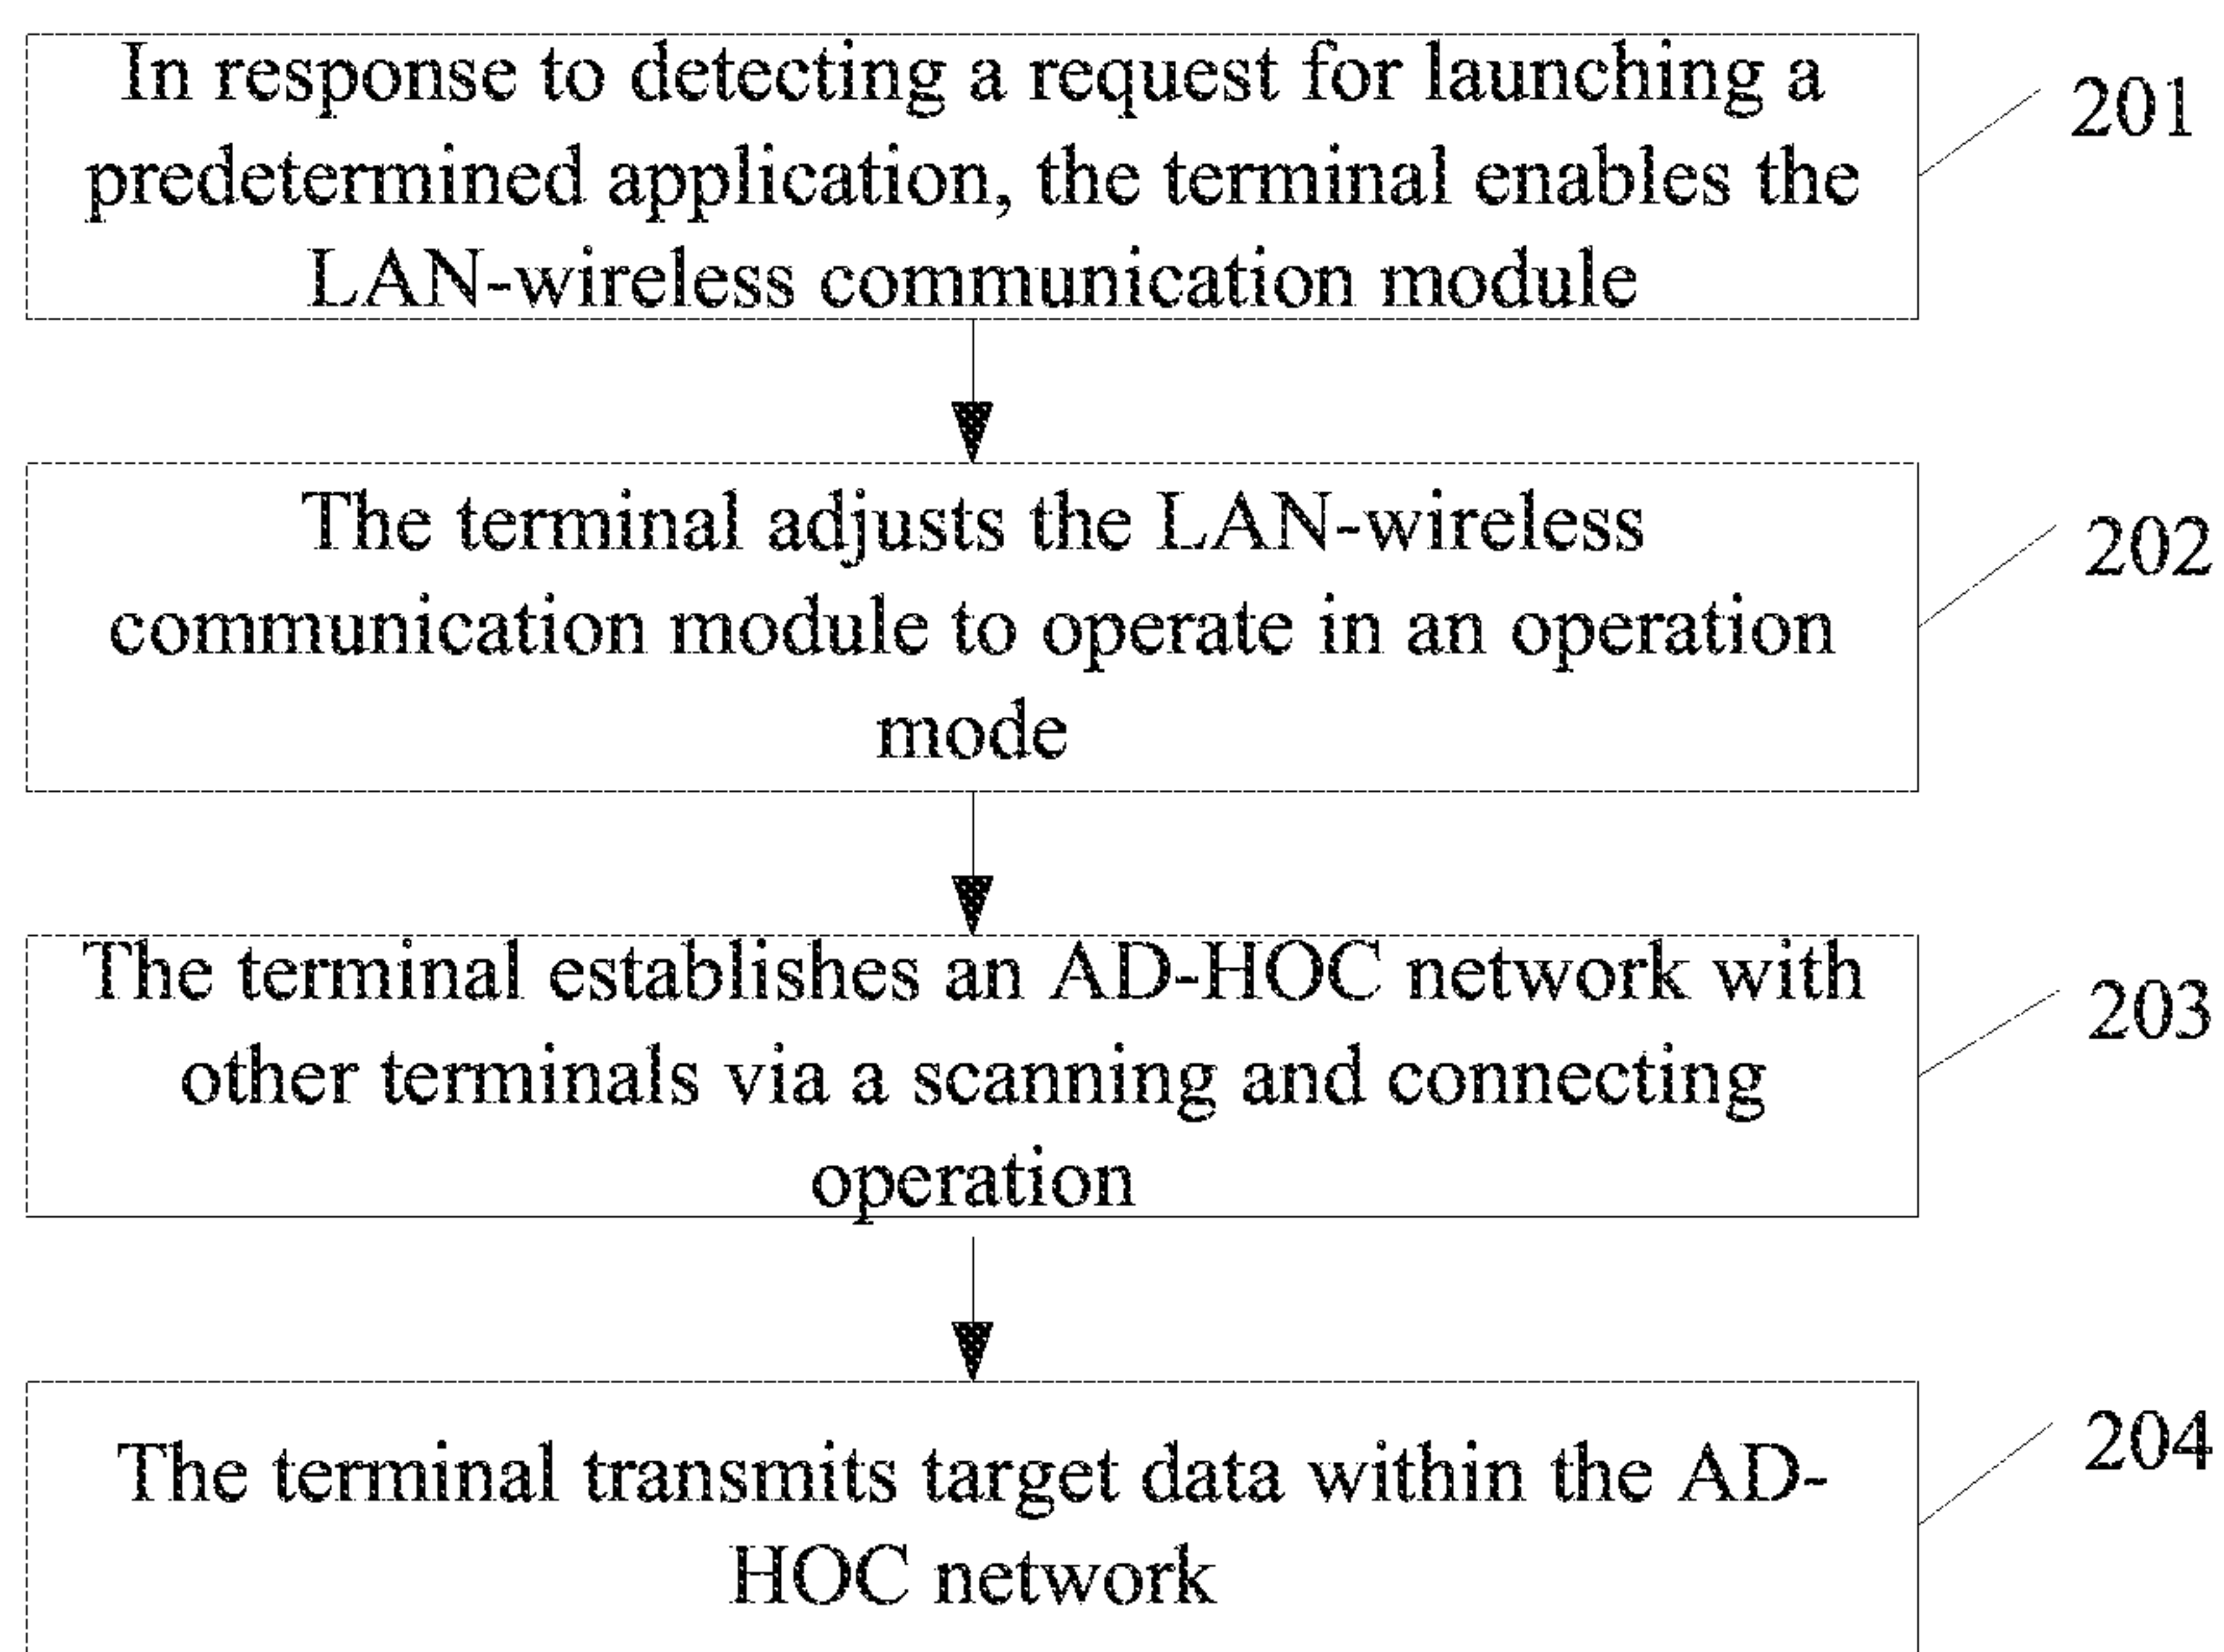 In response to detecting a request for launching a
predetermined application, the terminal enables the
LAN-wireless communication module
201
The terminal adjusts the LAN-wireless
communication module to operate in an operation
mode
202
The terminal establishes an AD-HOC network with
other terminals via a scanning and connecting
operation
203
The terminal transmits target data within the AD-
HOC network
204